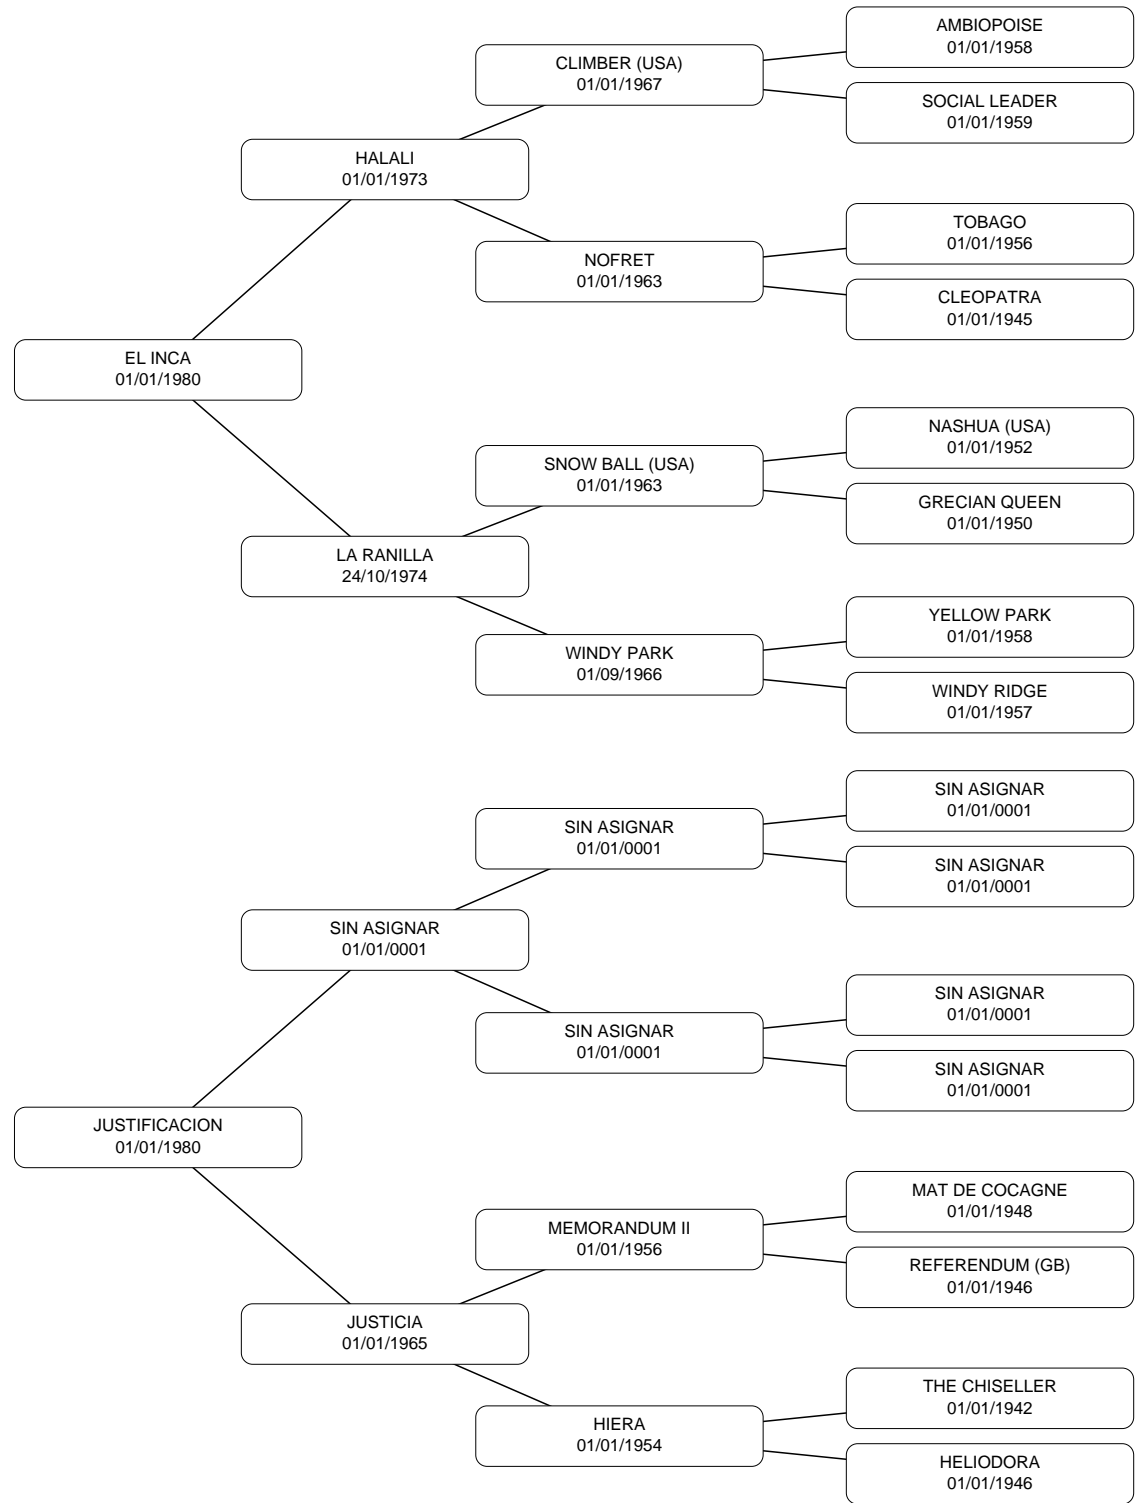 AMBIOPOISE
01/01/1958
CLIMBER (USA)
01/01/1967
SOCIAL LEADER
01/01/1959
HALALI
01/01/1973
TOBAGO
01/01/1956
NOFRET
01/01/1963
CLEOPATRA
01/01/1945
EL INCA
01/01/1980
NASHUA (USA)
01/01/1952
SNOW BALL (USA)
01/01/1963
GRECIAN QUEEN
01/01/1950
LA RANILLA
24/10/1974
YELLOW PARK
01/01/1958
WINDY PARK
01/09/1966
WINDY RIDGE
01/01/1957
SIN ASIGNAR
01/01/0001
SIN ASIGNAR
01/01/0001
SIN ASIGNAR
01/01/0001
SIN ASIGNAR
01/01/0001
SIN ASIGNAR
01/01/0001
SIN ASIGNAR
01/01/0001
SIN ASIGNAR
01/01/0001
JUSTIFICACION
01/01/1980
MAT DE COCAGNE
01/01/1948
MEMORANDUM II
01/01/1956
REFERENDUM (GB)
01/01/1946
JUSTICIA
01/01/1965
THE CHISELLER
01/01/1942
HIERA
01/01/1954
HELIODORA
01/01/1946